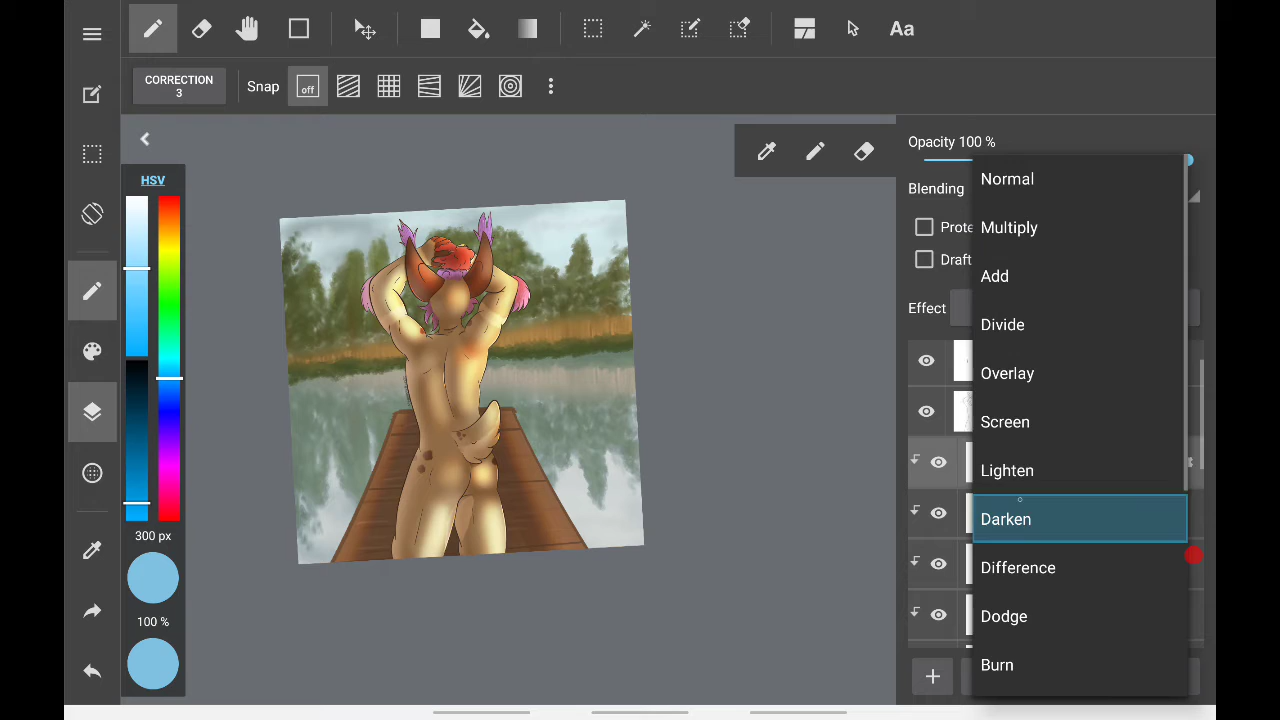 Aa
CORRECTION
3
Snap
off
HSV
300 px
100 %
Opacity 100 %
Blending
Prote
Draft
Effect
Normal
Multiply
Add
Divide
Overlay
Screen
Lighten
Darken
Difference
Dodge
Burn